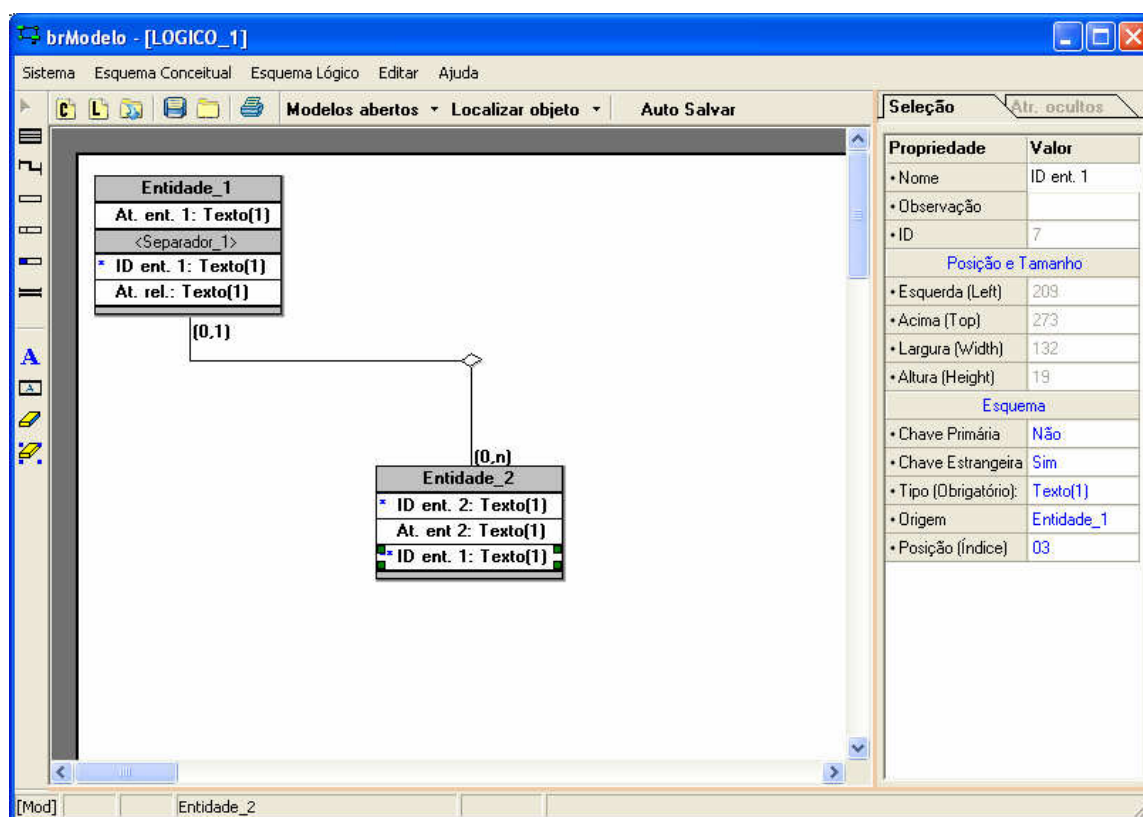 brModelo - [LOGICO_1]
Sistema Esquema Conceitual Esquema Lógico Editar Ajuda
C L Modelos abertos Localizar objeto Auto Salvar
Seleção Atr. ocultos
A
A
Entidade_1
At. ent. 1: Texto(1)
<Separador_1>
* ID ent. 1: Texto(1)
At. rel.: Texto(1)
(0,1)
(0,n)
Entidade_2
* ID ent. 2: Texto(1)
At. ent 2: Texto(1)
* ID ent. 1: Texto(1)
Propriedade Valor
• Nome ID ent. 1
• Observação
• ID 7
Posição e Tamanho
• Esquerda (Left) 209
• Acima (Top) 273
• Largura (Width) 132
• Altura (Height) 19
Esquema
• Chave Primária Não
• Chave Estrangeira Sim
• Tipo (Obrigatório): Texto(1)
• Origem Entidade_1
• Posição (Índice) 03
[Mod] Entidade_2